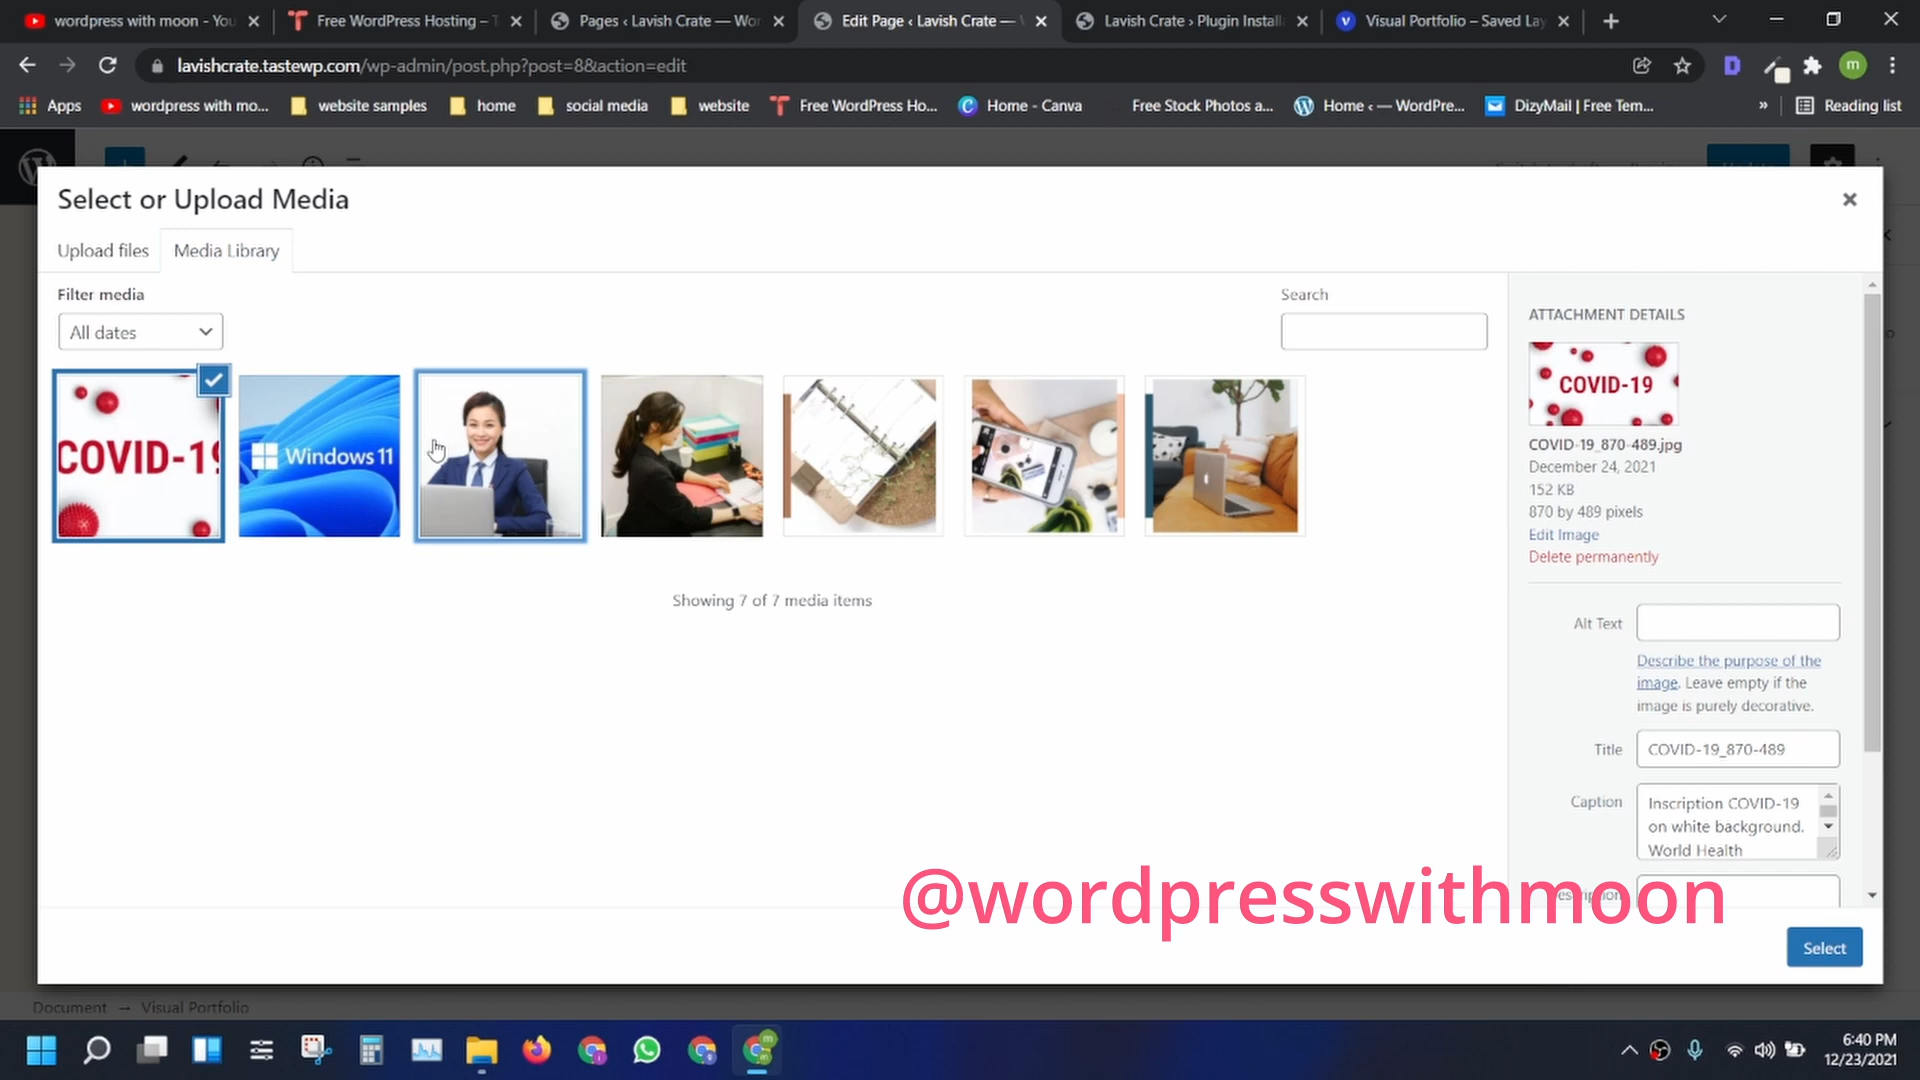 wordpress with moon - You
Free WordPress Hosting – T
Pages ‹ Lavish Crate — Wor
Edit Page ‹ Lavish Crate —
Lavish Crate › Plugin Install
Visual Portfolio – Saved Lay
lavishcrate.tastewp.com/wp-admin/post.php?post=8&action=edit
m
Apps
wordpress with mo...
website samples
home
social media
website
Free WordPress Ho...
Home - Canva
Free Stock Photos a...
Home ‹ — WordPre...
DizyMail | Free Tem...
»
Reading list
Select or Upload Media
Upload files
Media Library
Filter media
Search
All dates
COVID-19
Windows 11
Showing 7 of 7 media items
ATTACHMENT DETAILS
COVID-19
COVID-19_870-489.jpg
December 24, 2021
152 KB
870 by 489 pixels
Edit Image
Delete permanently
Alt Text
Describe the purpose of the
image. Leave empty if the
image is purely decorative.
Title
COVID-19_870-489
Caption
Inscription COVID-19
on white background.
World Health
Description
@wordpresswithmoon
Select
Document → Visual Portfolio
6:40 PM
12/23/2021